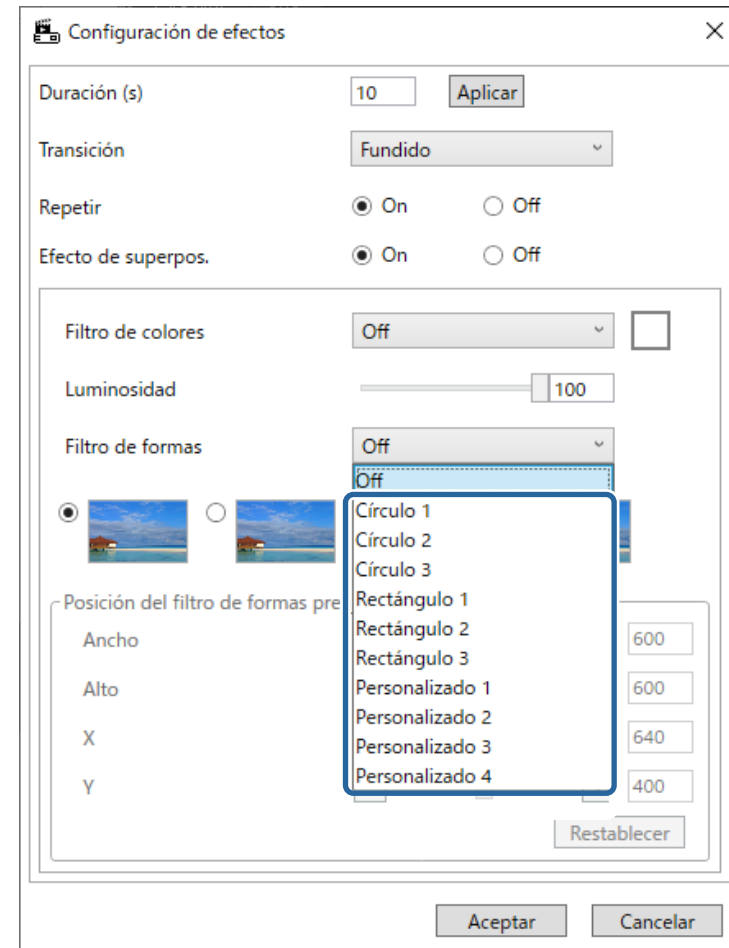 Configuración de efectos
Duración (s) 10 Aplicar
Transición Fundido
Repetir On Off
Efecto de superpos. On Off
Filtro de colores Off
Luminosidad 100
Filtro de formas Off
Off
Círculo 1
Círculo 2
Círculo 3
Rectángulo 1
Rectángulo 2
Rectángulo 3
Personalizado 1
Personalizado 2
Personalizado 3
Personalizado 4
Posición del filtro de formas pre
Ancho 600
Alto 600
X 640
Y 400
Restablecer
Aceptar Cancelar